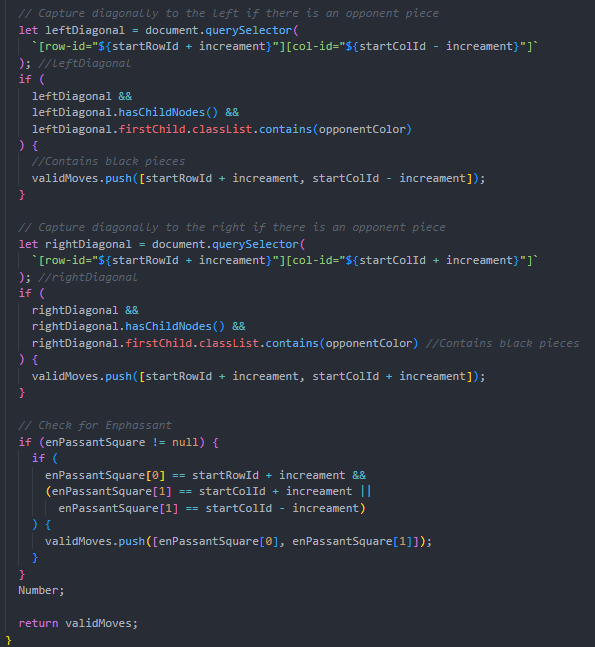 // Capture diagonally to the left if there is an opponent piece
let leftDiagonal = document.querySelector(
`[row-id="${startRowId + increament}"][col-id="${startColId - increament}"]`
); //leftDiagonal
if (
leftDiagonal &&
leftDiagonal.hasChildNodes() &&
leftDiagonal.firstChild.classList.contains(opponentColor)
) {
//Contains black pieces
validMoves.push([startRowId + increament, startColId - increament]);
}
// Capture diagonally to the right if there is an opponent piece
let rightDiagonal = document.querySelector(
`[row-id="${startRowId + increament}"][col-id="${startColId + increament}"]`
); //rightDiagonal
if (
rightDiagonal &&
rightDiagonal.hasChildNodes() &&
rightDiagonal.firstChild.classList.contains(opponentColor) //Contains black pieces
) {
validMoves.push([startRowId + increament, startColId + increament]);
}
// Check for Enphassant
if (enPassantSquare != null) {
if (
enPassantSquare[0] == startRowId + increament &&
(enPassantSquare[1] == startColId + increament ||
enPassantSquare[1] == startColId - increament)
) {
validMoves.push([enPassantSquare[0], enPassantSquare[1]]);
}
}
Number;
return validMoves;
}